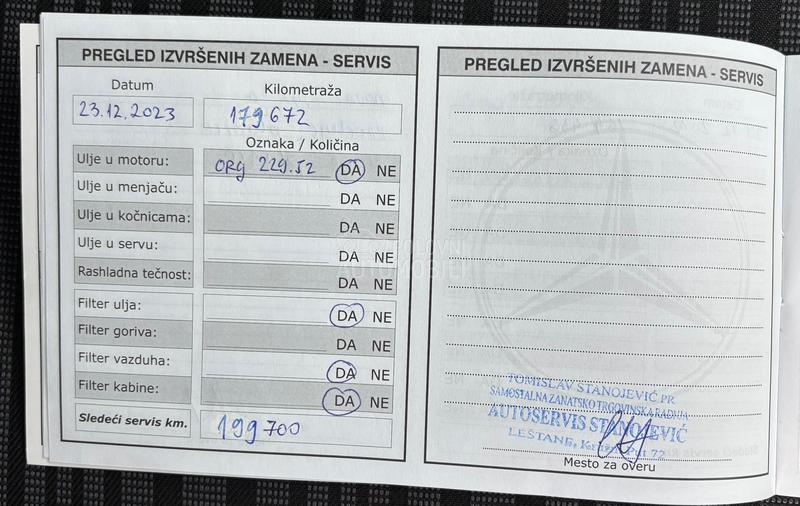 PREGLED IZVRŠENIH ZAMENA - SERVIS
Datum
Kilometraža
23.12.2023
179672
Oznaka / Količina
Ulje u motoru: ORG 229.52 DA NE
Ulje u menjaču: DA NE
Ulje u kočnicama: DA NE
Ulje u servu: DA NE
Rashladna tečnost: DA NE
Filter ulja: DA NE
Filter goriva: DA NE
Filter vazduha: DA NE
Filter kabine: DA NE
Sledeći servis km. 199700
PREGLED IZVRŠENIH ZAMENA - SERVIS
TOMISLAV STANOJEVIĆ PR
SAMOSTALNA ZANATSKO TRGOVINSKA RADNJA
AUTOSERVIS STANOJEVIĆ
LEŠTANE, 72
Mesto za overu
AUTOMOBILI